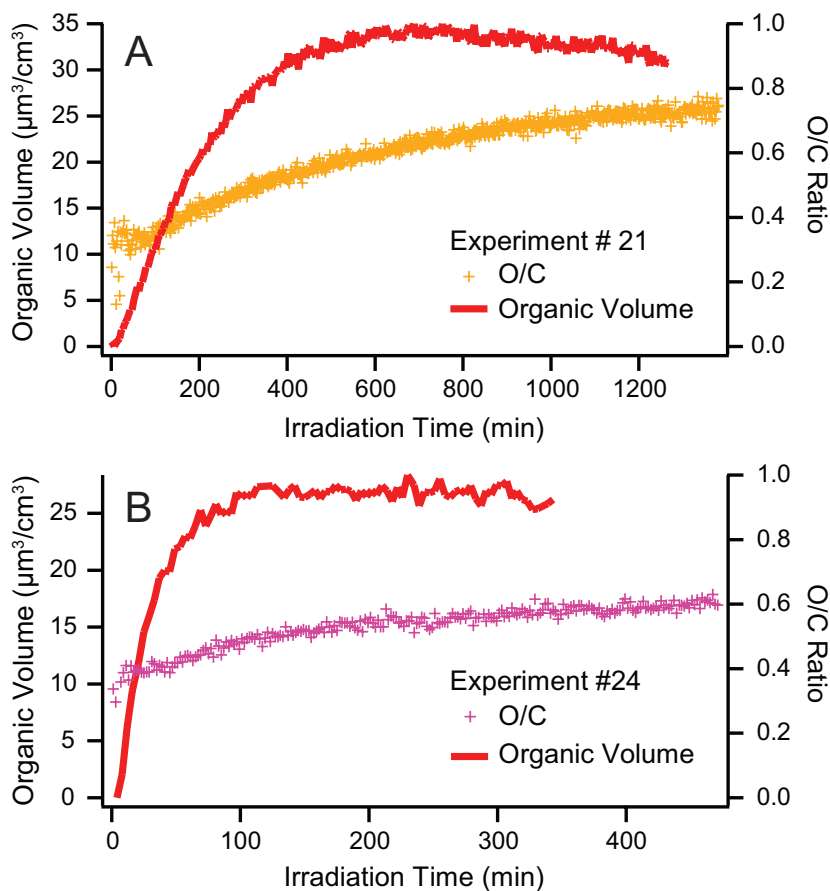 A
35
30
25
20
15
10
5
0
Organic Volume (µm³/cm³)
1.0
0.8
0.6
0.4
0.2
0.0
O/C Ratio
Experiment # 21
O/C
Organic Volume
0
200
400
600
800
1000
1200
Irradiation Time (min)
B
25
20
15
10
5
0
Organic Volume (µm³/cm³)
1.0
0.8
0.6
0.4
0.2
0.0
O/C Ratio
Experiment #24
O/C
Organic Volume
0
100
200
300
400
Irradiation Time (min)